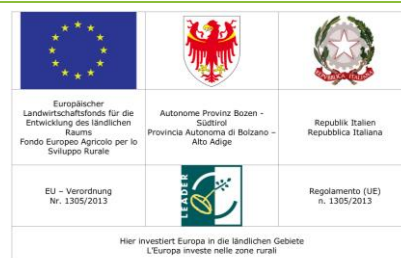 Europäischer
Landwirtschaftsfonds für die
Entwicklung des ländlichen
Raums
Fondo Europeo Agricolo per lo
Sviluppo Rurale
Autonome Provinz Bozen -
Südtirol
Provincia Autonoma di Bolzano –
Alto Adige
REPVBBLICA ITALIANA
Republik Italien
Repubblica Italiana
EU – Verordnung
Nr. 1305/2013
LEADER
Regolamento (UE)
n. 1305/2013
Hier investiert Europa in die ländlichen Gebiete
L'Europa investe nelle zone rurali